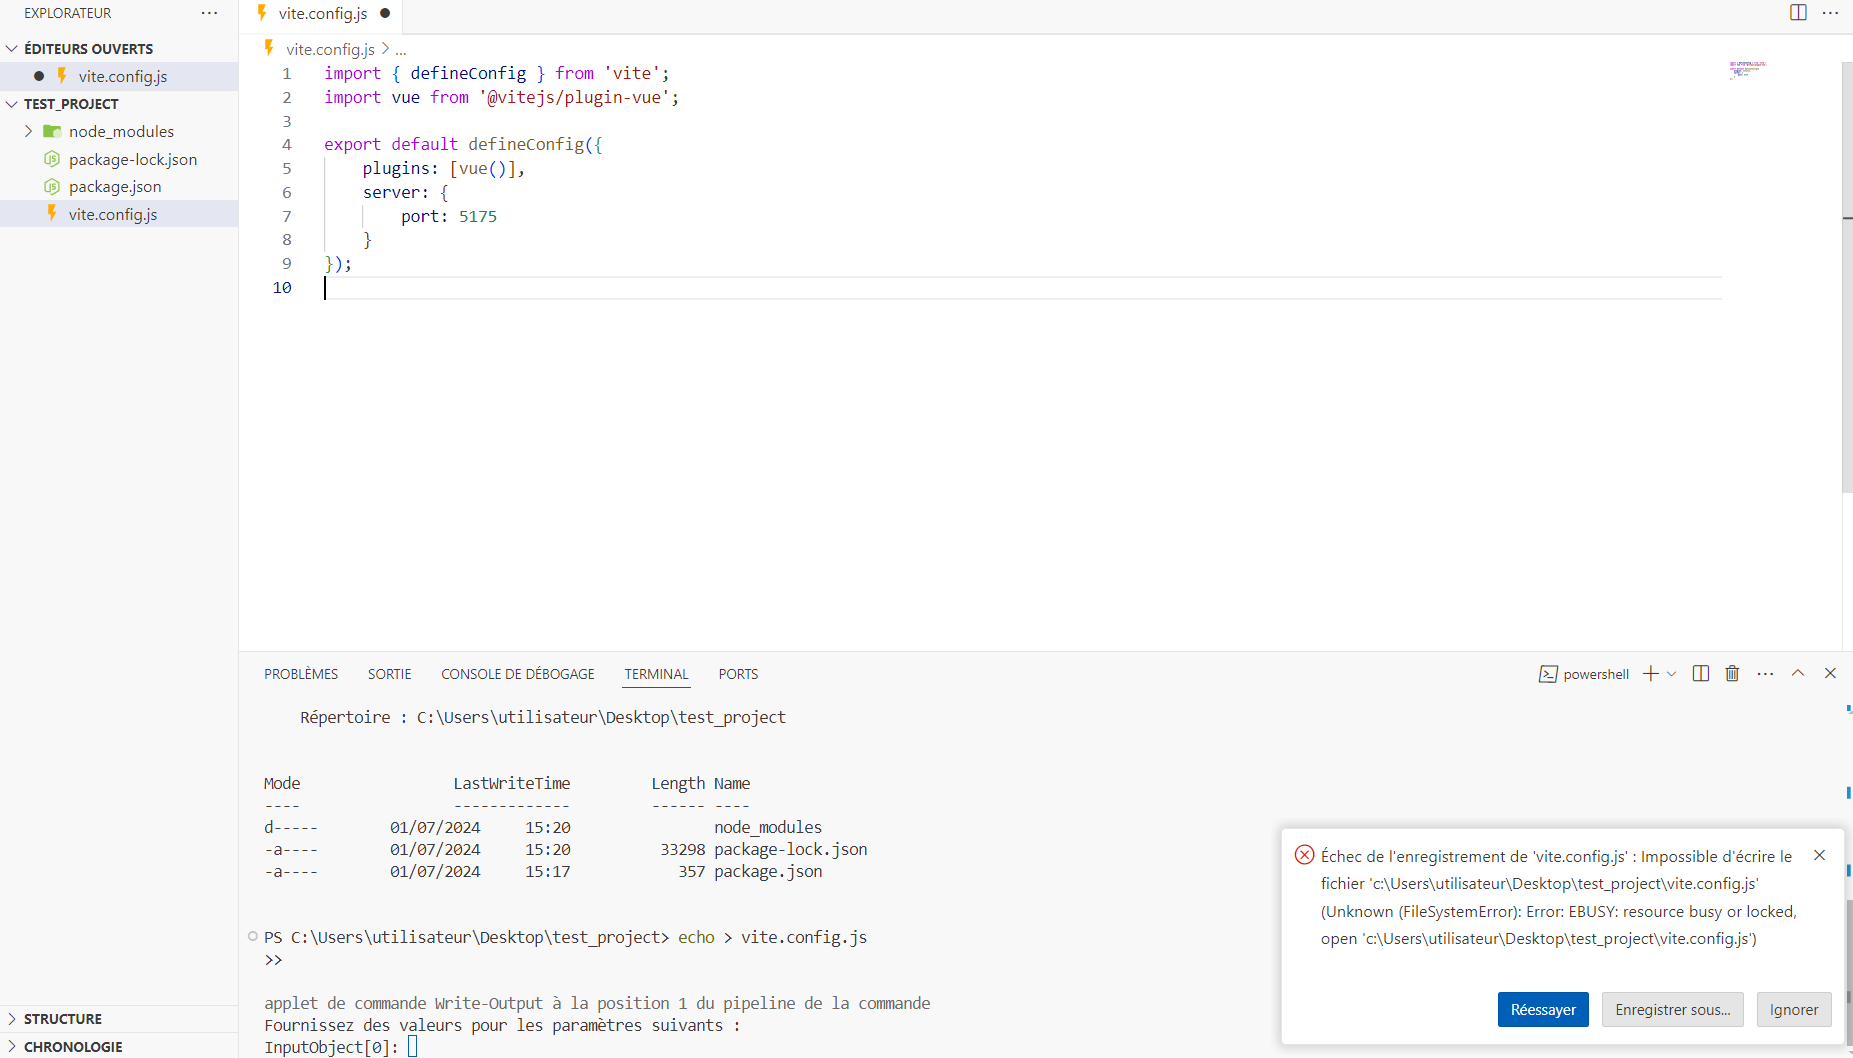 EXPLORATEUR
ÉDITEURS OUVERTS
vite.config.js
TEST_PROJECT
node_modules
package-lock.json
package.json
vite.config.js
STRUCTURE
CHRONOLOGIE
vite.config.js
vite.config.js > ...
1 import { defineConfig } from 'vite';
2 import vue from '@vitejs/plugin-vue';
3
4 export default defineConfig({
5 plugins: [vue()],
6 server: {
7 port: 5175
8 }
9 });
10
PROBLÈMES SORTIE CONSOLE DE DÉBOGAGE TERMINAL PORTS
powershell
Répertoire : C:\Users\utilisateur\Desktop\test_project
Mode LastWriteTime Length Name
---- ------------- ------ ----
d----- 01/07/2024 15:20 node_modules
-a---- 01/07/2024 15:20 33298 package-lock.json
-a---- 01/07/2024 15:17 357 package.json
PS C:\Users\utilisateur\Desktop\test_project> echo > vite.config.js
>>
applet de commande Write-Output à la position 1 du pipeline de la commande
Fournissez des valeurs pour les paramètres suivants :
InputObject[0]:
Échec de l'enregistrement de 'vite.config.js' : Impossible d'écrire le
fichier 'c:\Users\utilisateur\Desktop\test_project\vite.config.js'
(Unknown (FileSystemError): Error: EBUSY: resource busy or locked,
open 'c:\Users\utilisateur\Desktop\test_project\vite.config.js')
Réessayer Enregistrer sous... Ignorer